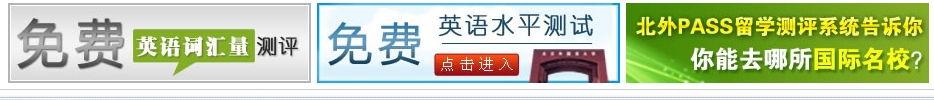 免费英语词汇量测评
免费
英语水平测试
点击进入
北外PASS留学测评系统告诉你
你能去哪所国际名校?